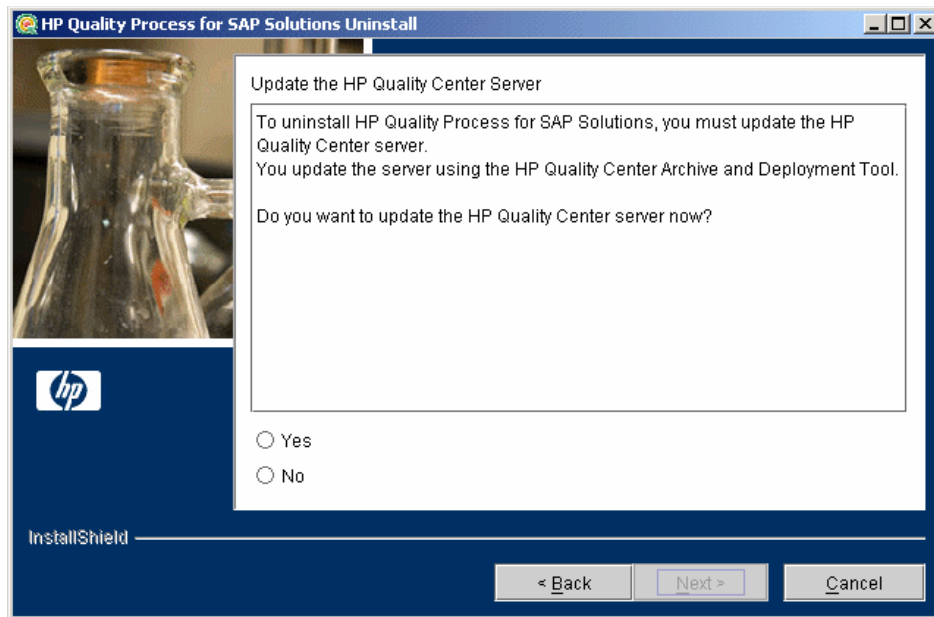 HP Quality Process for SAP Solutions Uninstall
Update the HP Quality Center Server
To uninstall HP Quality Process for SAP Solutions, you must update the HP
Quality Center server.
You update the server using the HP Quality Center Archive and Deployment Tool.
Do you want to update the HP Quality Center server now?
hp
Yes
No
InstallShield
< Back
Next >
Cancel